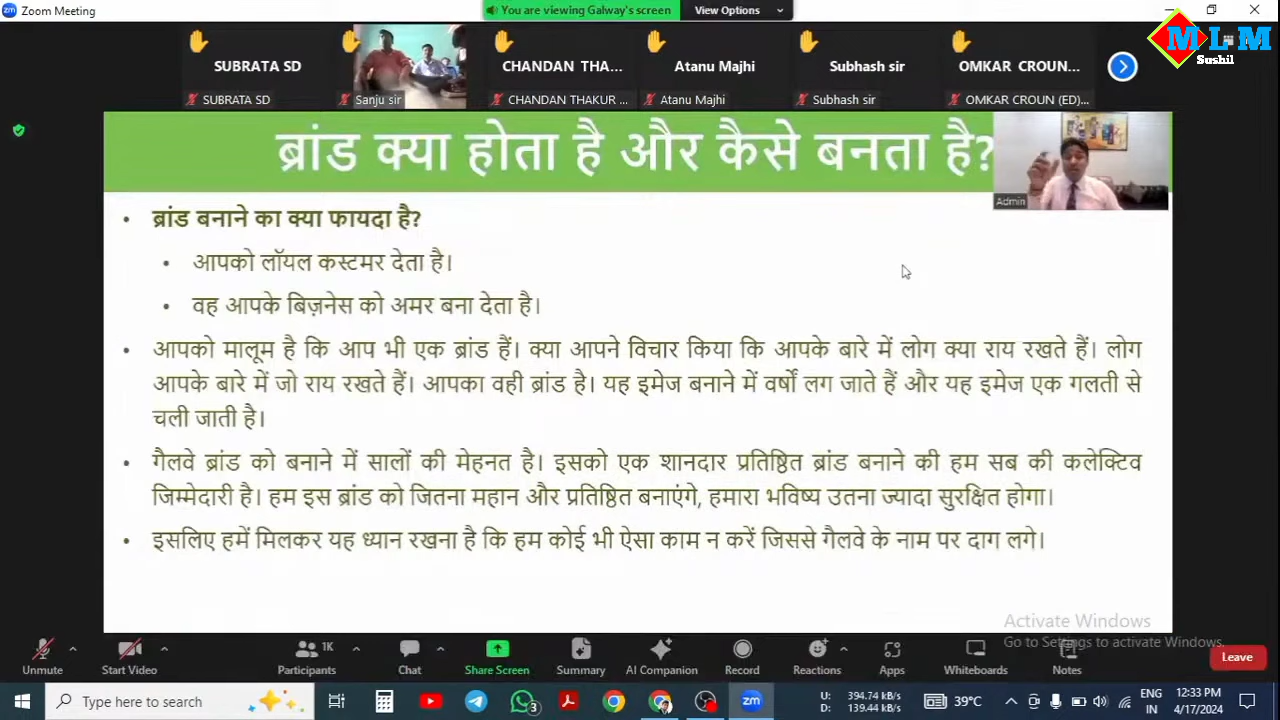 Zoom Meeting
You are viewing Galway's screen
View Options
MLM
Sushil
SUBRATA SD
CHANDAN THA...
Atanu Majhi
Subhash sir
OMKAR CROUN...
SUBRATA SD
Sanju sir
CHANDAN THAKUR ...
Atanu Majhi
Subhash sir
OMKAR CROUN (ED)...
ब्रांड क्या होता है और कैसे बनता है?
Admin
• ब्रांड बनाने का क्या फायदा है?
• आपको लॉयल कस्टमर देता है।
• वह आपके बिज़नेस को अमर बना देता है।
• आपको मालूम है कि आप भी एक ब्रांड हैं। क्या आपने विचार किया कि आपके बारे में लोग क्या राय रखते हैं। लोग
आपके बारे में जो राय रखते हैं। आपका वही ब्रांड है। यह इमेज बनाने में वर्षों लग जाते हैं और यह इमेज एक गलती से
चली जाती है।
• गैलवे ब्रांड को बनाने में सालों की मेहनत है। इसको एक शानदार प्रतिष्ठित ब्रांड बनाने की हम सब की कलेक्टिव
जिम्मेदारी है। हम इस ब्रांड को जितना महान और प्रतिष्ठित बनाएंगे, हमारा भविष्य उतना ज्यादा सुरक्षित होगा।
• इसलिए हमें मिलकर यह ध्यान रखना है कि हम कोई भी ऐसा काम न करें जिससे गैलवे के नाम पर दाग लगे।
Activate Windows
Go to Settings to activate Windows.
1K
Unmute
Start Video
Participants
Chat
Share Screen
Summary
AI Companion
Record
Reactions
Apps
Whiteboards
Notes
Leave
Type here to search
3
zm
U: 394.74 kB/s
D: 139.44 kB/s
39°C
ENG
IN
12:33 PM
4/17/2024